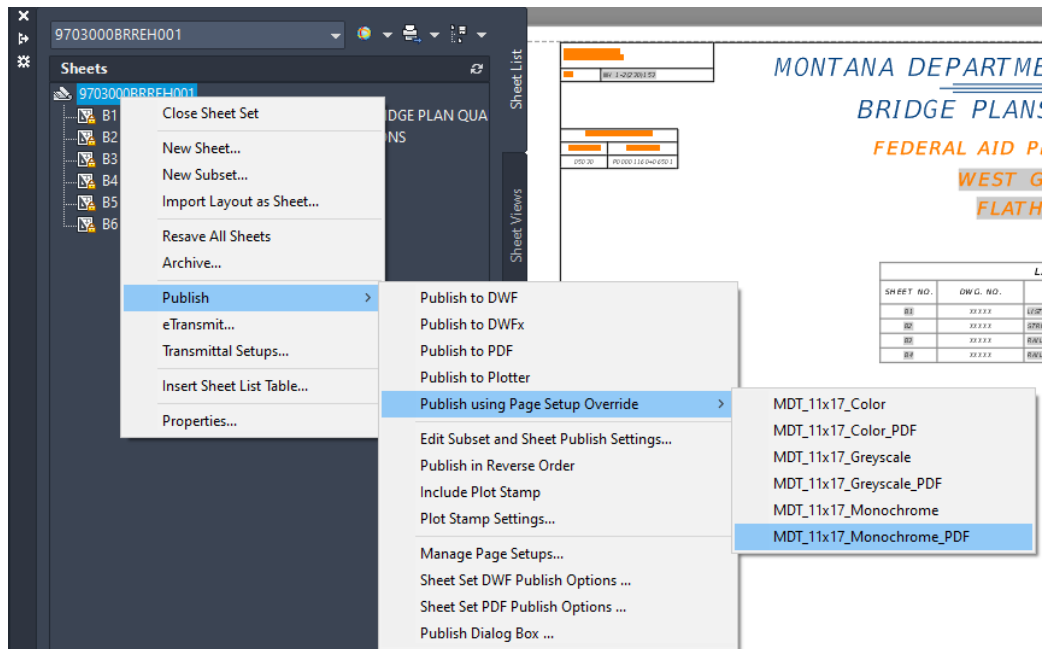 9703000BRREH001
Sheets
9703000BRREH001
B1 IDGE PLAN QUA
B2 NS
B3
B4
B5
B6
Sheet List
Sheet Views
Close Sheet Set
New Sheet...
New Subset...
Import Layout as Sheet...
Resave All Sheets
Archive...
Publish
eTransmit...
Transmittal Setups...
Insert Sheet List Table...
Properties...
Publish to DWF
Publish to DWFx
Publish to PDF
Publish to Plotter
Publish using Page Setup Override
Edit Subset and Sheet Publish Settings...
Publish in Reverse Order
Include Plot Stamp
Plot Stamp Settings...
Manage Page Setups...
Sheet Set DWF Publish Options ...
Sheet Set PDF Publish Options ...
Publish Dialog Box ...
MDT_11x17_Color
MDT_11x17_Color_PDF
MDT_11x17_Greyscale
MDT_11x17_Greyscale_PDF
MDT_11x17_Monochrome
MDT_11x17_Monochrome_PDF
MONTANA DEPARTME
BRIDGE PLANS
FEDERAL AID P
WEST G
FLATH
L
SHEET NO. DWG. NO.
B1 XXXXX
B2 XXXXX
B3 XXXXX
B4 XXXXX